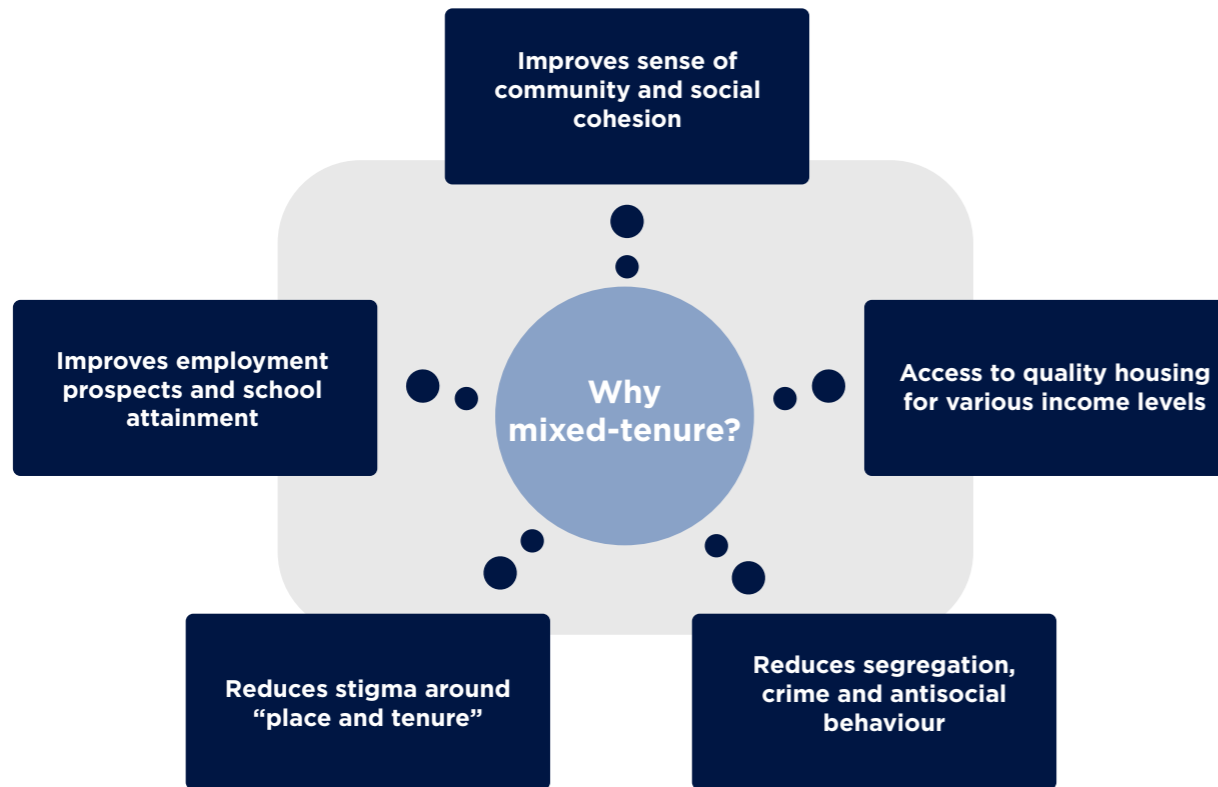 Improves sense of
community and social
cohesion
Improves employment
prospects and school
attainment
Why
mixed-tenure?
Access to quality housing
for various income levels
Reduces stigma around
“place and tenure”
Reduces segregation,
crime and antisocial
behaviour